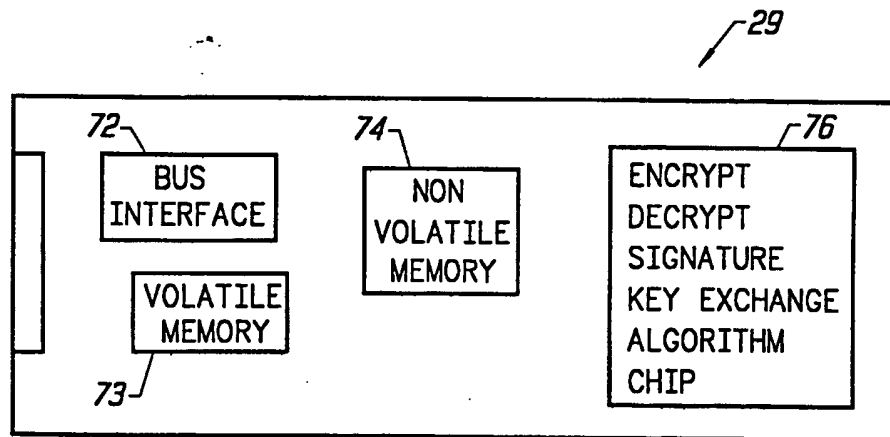 29
72
74
76
BUS
INTERFACE
NON
VOLATILE
MEMORY
ENCRYPT
DECRYPT
SIGNATURE
KEY EXCHANGE
ALGORITHM
CHIP
VOLATILE
MEMORY
73